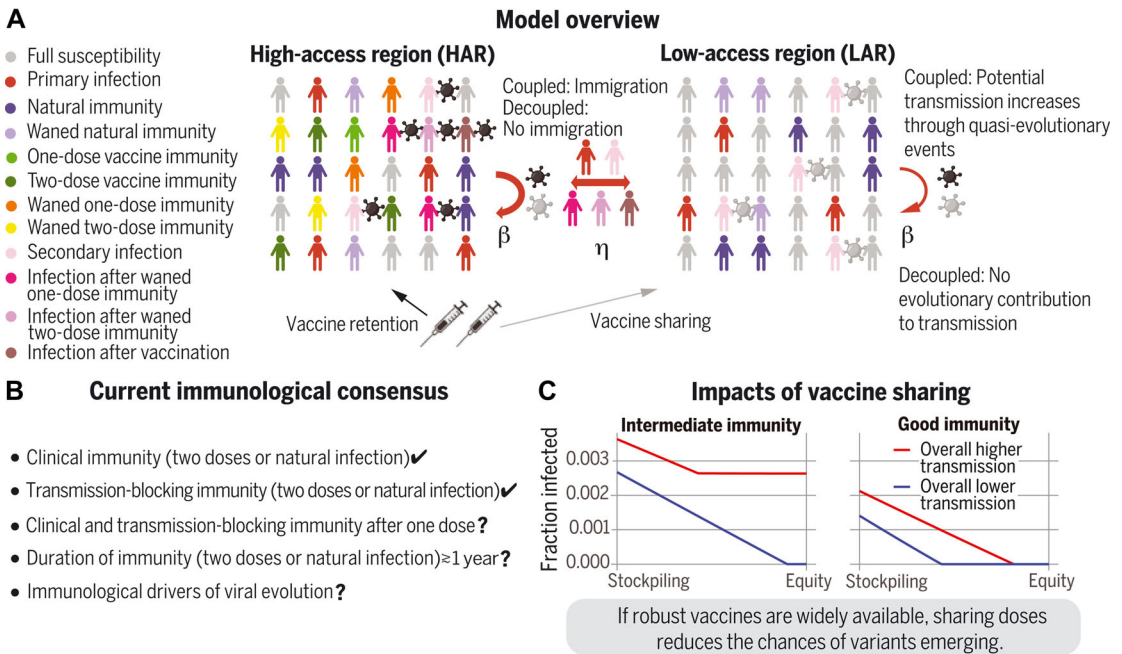 A
Model overview
Full susceptibility
Primary infection
Natural immunity
Waned natural immunity
One-dose vaccine immunity
Two-dose vaccine immunity
Waned one-dose immunity
Waned two-dose immunity
Secondary infection
Infection after waned
one-dose immunity
Infection after waned
two-dose immunity
Infection after vaccination
High-access region (HAR)
Coupled: Immigration
Decoupled:
No immigration
β
η
Low-access region (LAR)
Coupled: Potential
transmission increases
through quasi-evolutionary
events
β
Decoupled: No
evolutionary contribution
to transmission
Vaccine retention
Vaccine sharing
B
Current immunological consensus
• Clinical immunity (two doses or natural infection)✔
• Transmission-blocking immunity (two doses or natural infection)✔
• Clinical and transmission-blocking immunity after one dose?
• Duration of immunity (two doses or natural infection)≳1 year?
• Immunological drivers of viral evolution?
C
Impacts of vaccine sharing
Intermediate immunity
Good immunity
Overall higher
transmission
Overall lower
transmission
Fraction infected
0.003
0.002
0.001
0.000
Stockpiling
Equity
Stockpiling
Equity
If robust vaccines are widely available, sharing doses
reduces the chances of variants emerging.